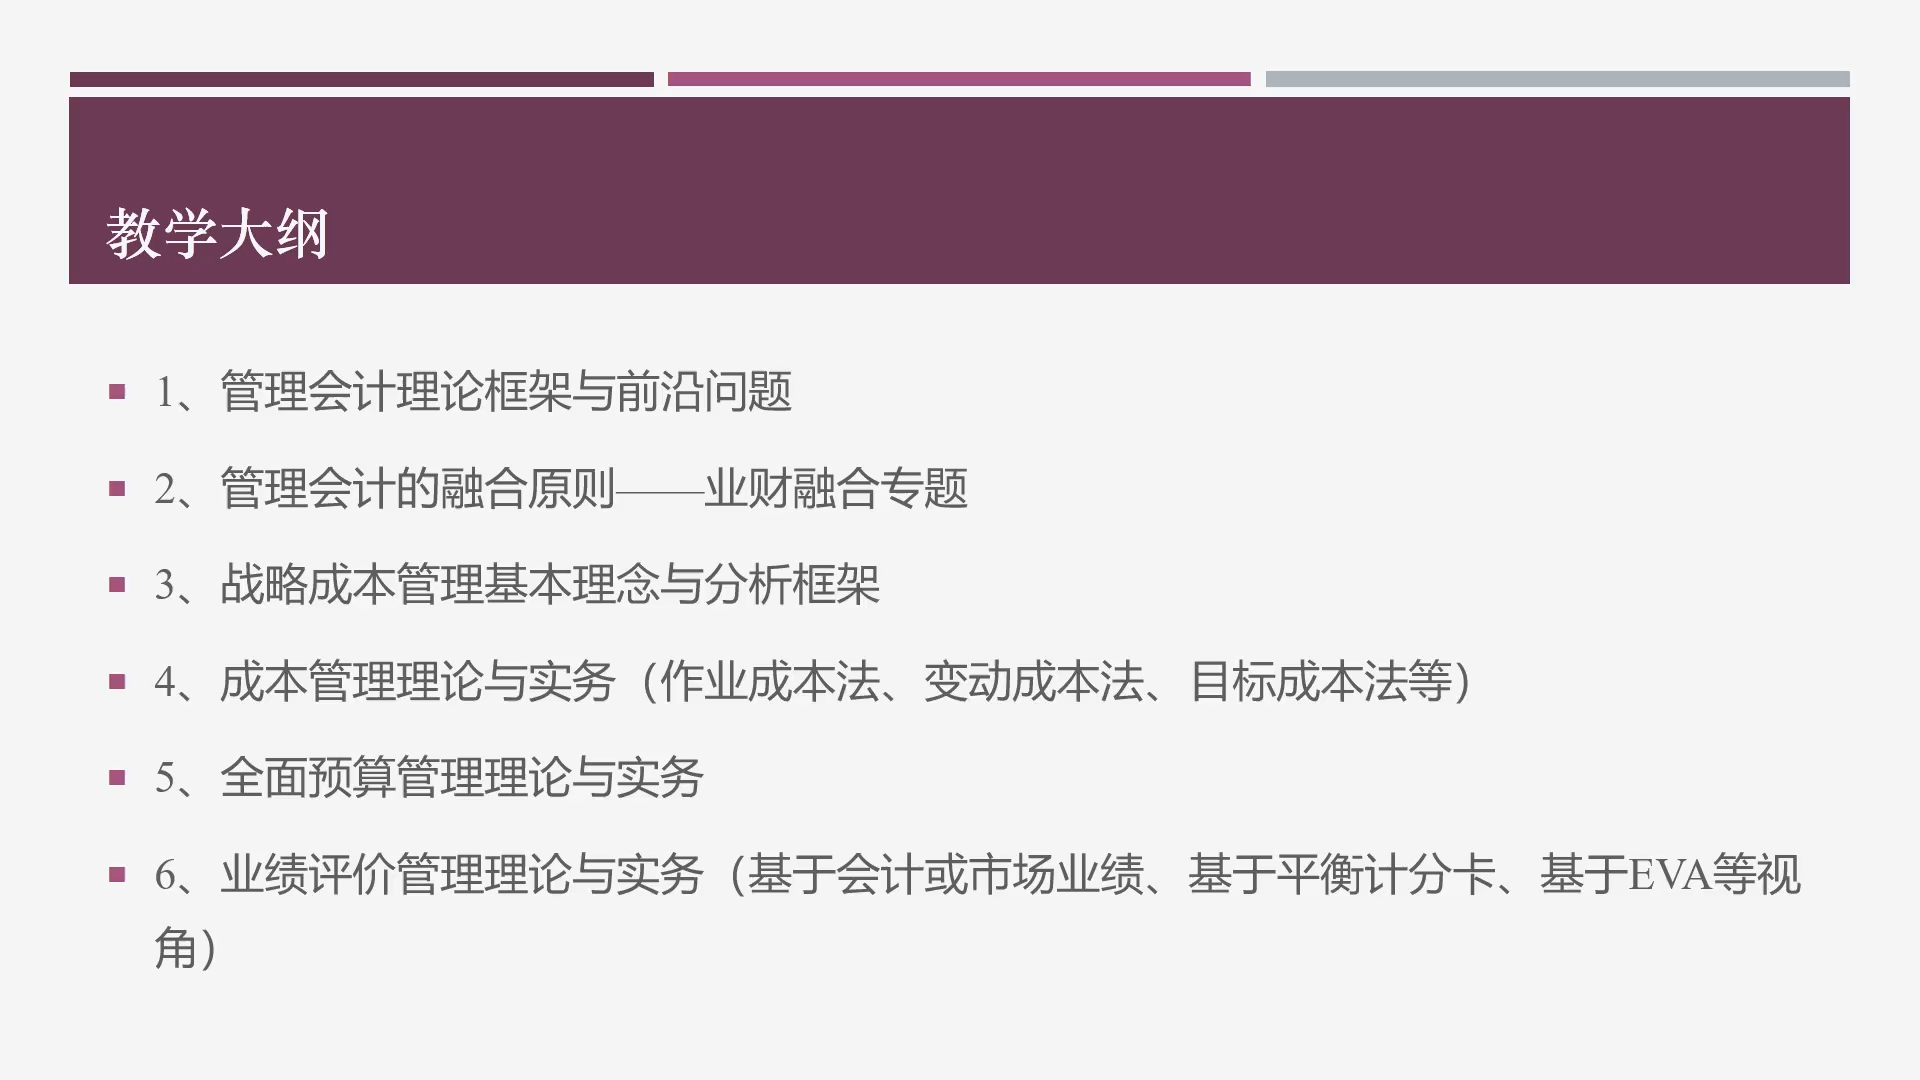 教学大纲
1、管理会计理论框架与前沿问题
2、管理会计的融合原则——业财融合专题
3、战略成本管理基本理念与分析框架
4、成本管理理论与实务（作业成本法、变动成本法、目标成本法等）
5、全面预算管理理论与实务
6、业绩评价管理理论与实务（基于会计或市场业绩、基于平衡计分卡、基于EVA等视
角）